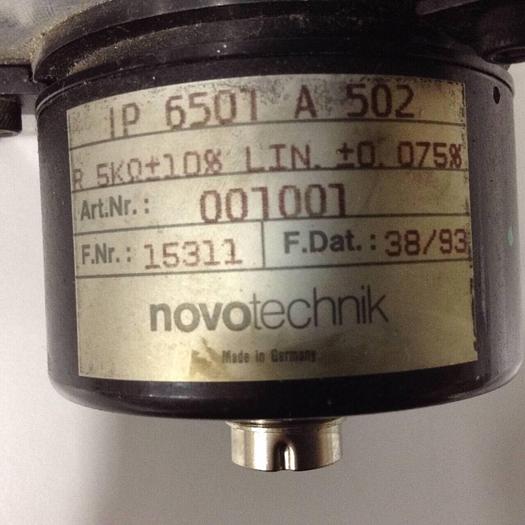 IP 6501 A 502
R 5KΩ±10% LIN. ±0.075%
Art.Nr.: 001001
F.Nr.: 15311 F.Dat.: 38/93
novotechnik
Made in Germany